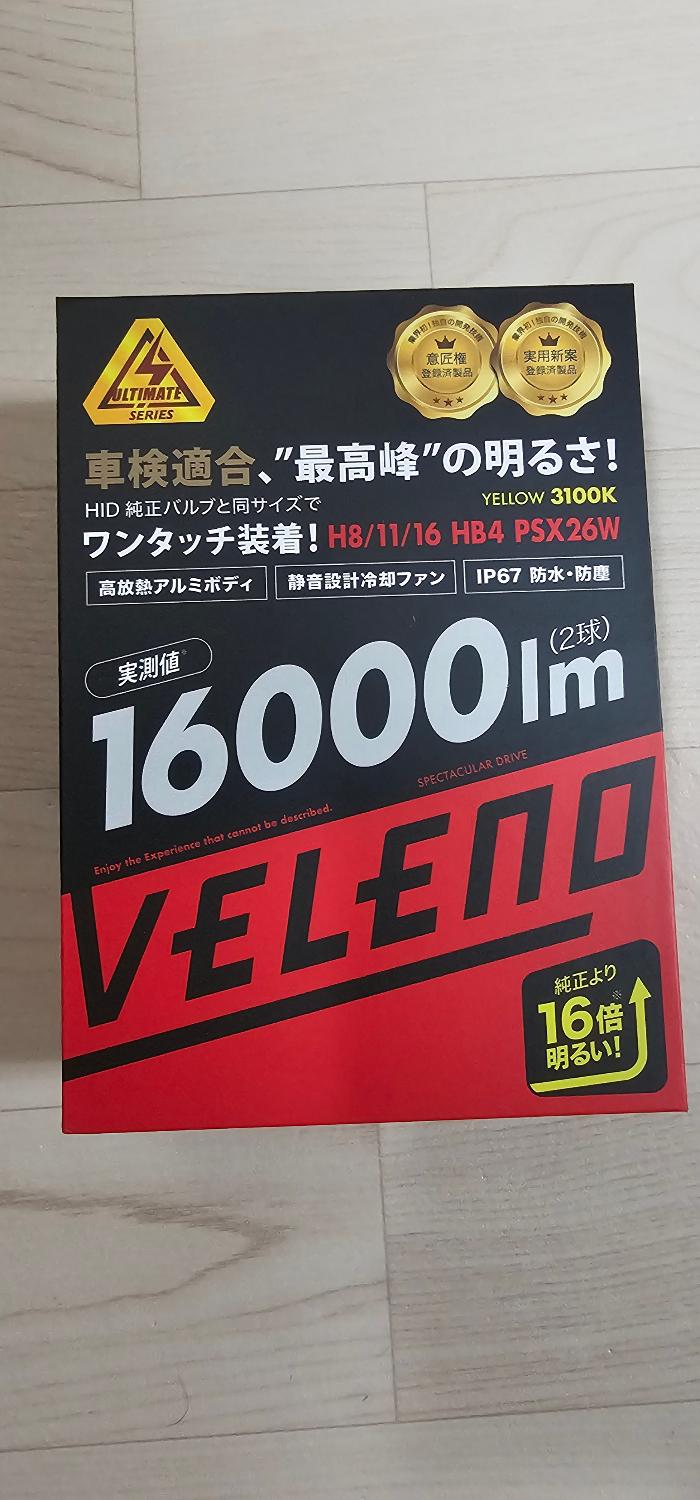 ULTIMATE
SERIES
業界初!独自の開発技術
意匠権
登録済製品
業界初!独自の開発技術
実用新案
登録済製品
車検適合、"最高峰"の明るさ!
HID 純正バルブと同サイズで
YELLOW 3100K
ワンタッチ装着! H8/11/16 HB4 PSX26W
高放熱アルミボディ
静音設計冷却ファン
IP67 防水・防塵
実測値※
16000lm (2球)
SPECTACULAR DRIVE
Enjoy the Experience that cannot be described.
VELENO
純正より
16倍※
明るい!